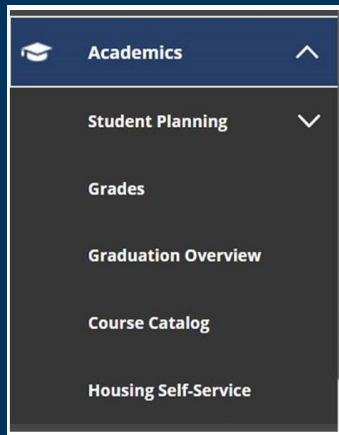 Academics
Student Planning
Grades
Graduation Overview
Course Catalog
Housing Self-Service